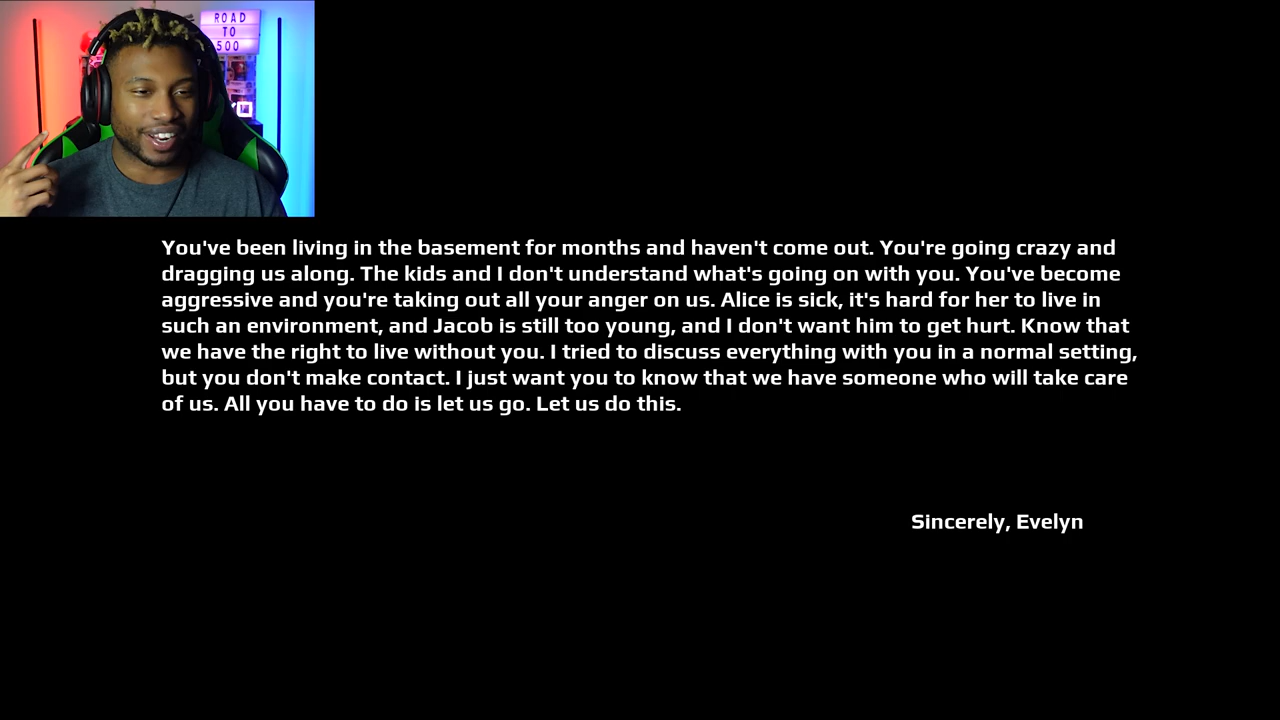 ROAD
TO
500
You've been living in the basement for months and haven't come out. You're going crazy and
dragging us along. The kids and I don't understand what's going on with you. You've become
aggressive and you're taking out all your anger on us. Alice is sick, it's hard for her to live in
such an environment, and Jacob is still too young, and I don't want him to get hurt. Know that
we have the right to live without you. I tried to discuss everything with you in a normal setting,
but you don't make contact. I just want you to know that we have someone who will take care
of us. All you have to do is let us go. Let us do this.
Sincerely, Evelyn